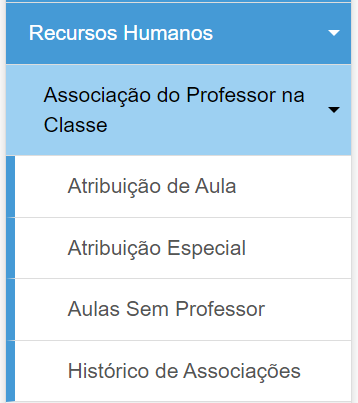 Recursos Humanos
Associação do Professor na
Classe
Atribuição de Aula
Atribuição Especial
Aulas Sem Professor
Histórico de Associações